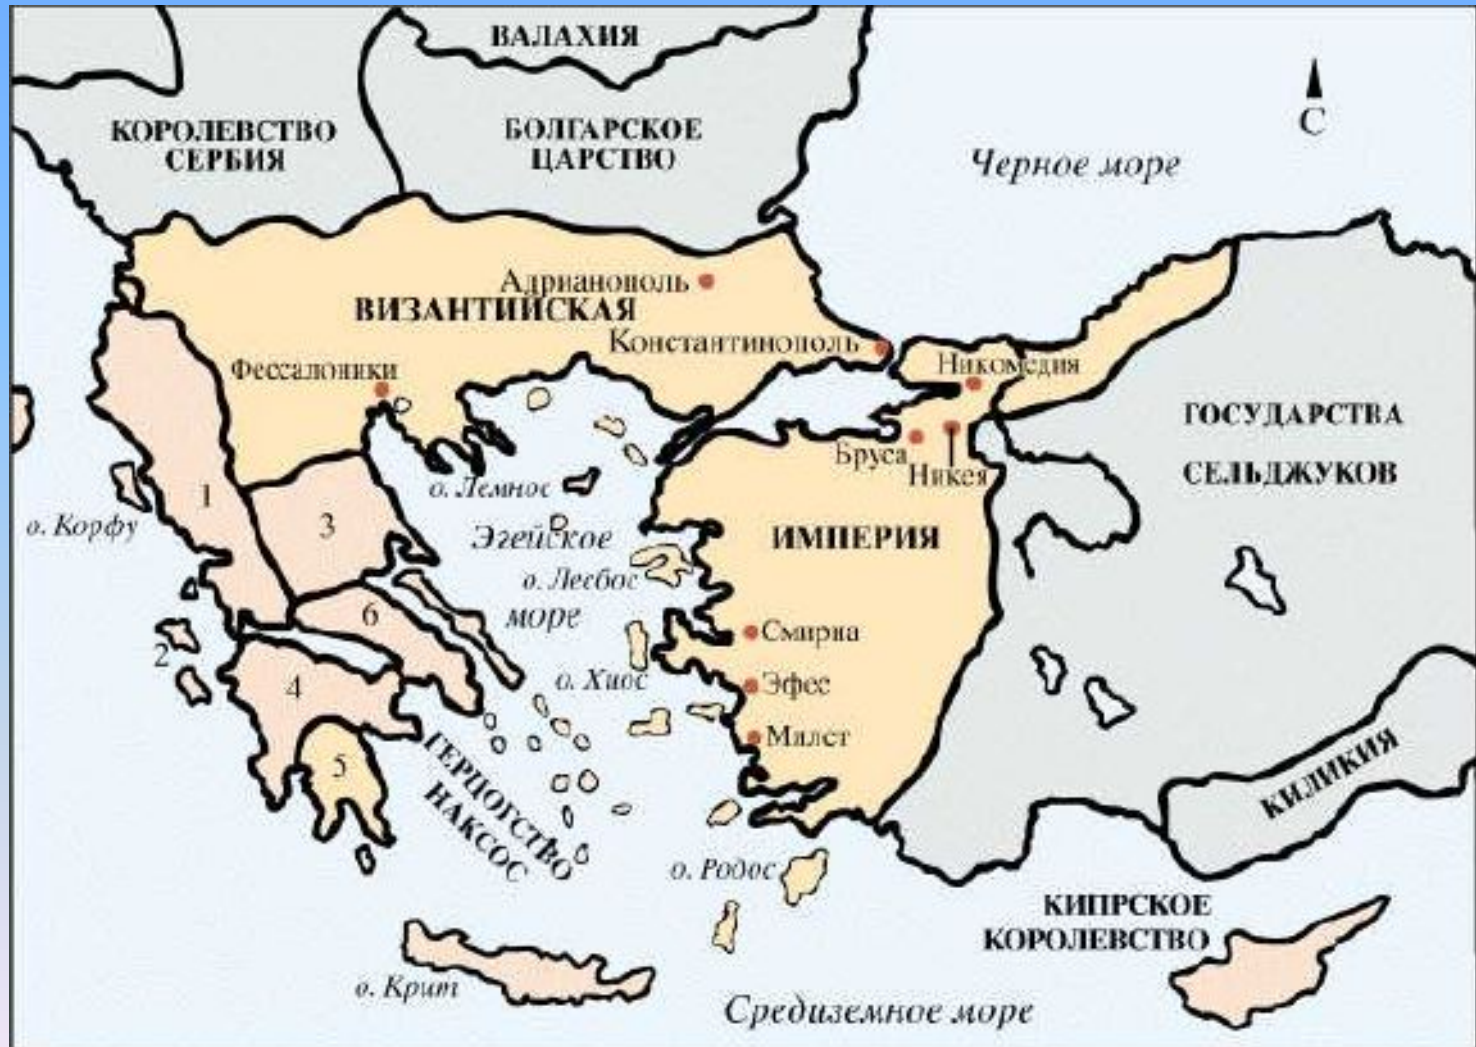 ВАЛАХИЯ
КОРОЛЕВСТВО
СЕРБИЯ
БОЛГАРСКОЕ
ЦАРСТВО
С
Черное море
Адрианополь
ВИЗАНТИЙСКАЯ
Константинополь
Фессалоники
Никомедия
ГОСУДАРСТВА
СЕЛЬДЖУКОВ
Бруса
Никея
о. Лемнос
о. Корфу
1
3
Эгейское
море
ИМПЕРИЯ
о. Лесбос
6
2
Смирна
4
о. Хиос
Эфес
Милет
5
ГЕРЦОГСТВО
НАКСОС
КИЛИКИЯ
о. Родос
КИПРСКОЕ
КОРОЛЕВСТВО
о. Крит
Средиземное море